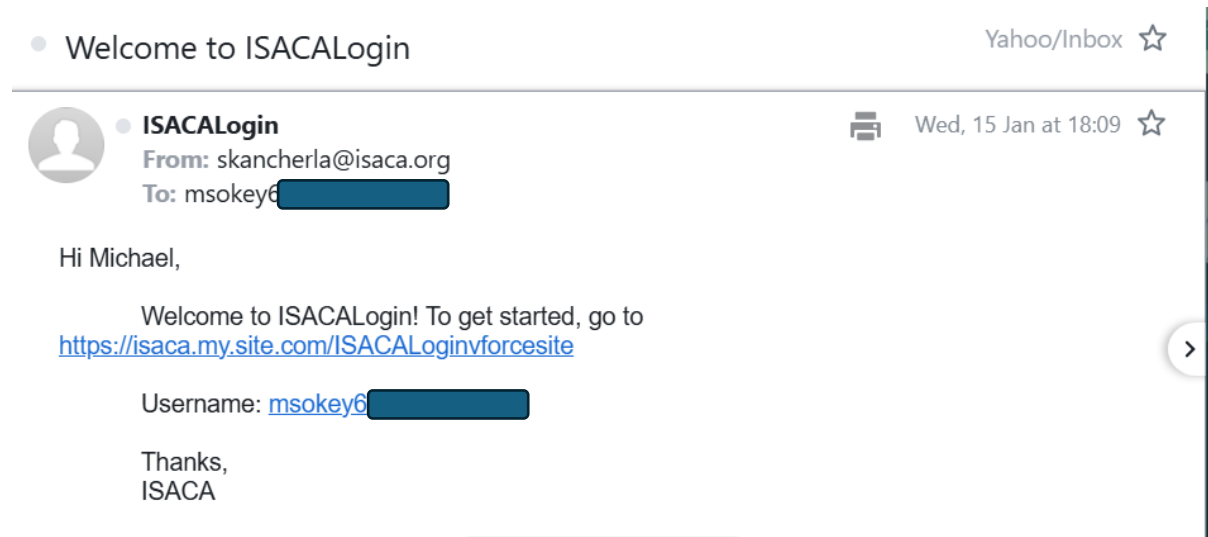 Welcome to ISACALogin
Yahoo/Inbox
ISACALogin
Wed, 15 Jan at 18:09
From: skancherla@isaca.org
To: msokey6
Hi Michael,
Welcome to ISACALogin! To get started, go to
https://isaca.my.site.com/ISACALoginvforcesite
Username: msokey6
Thanks,
ISACA